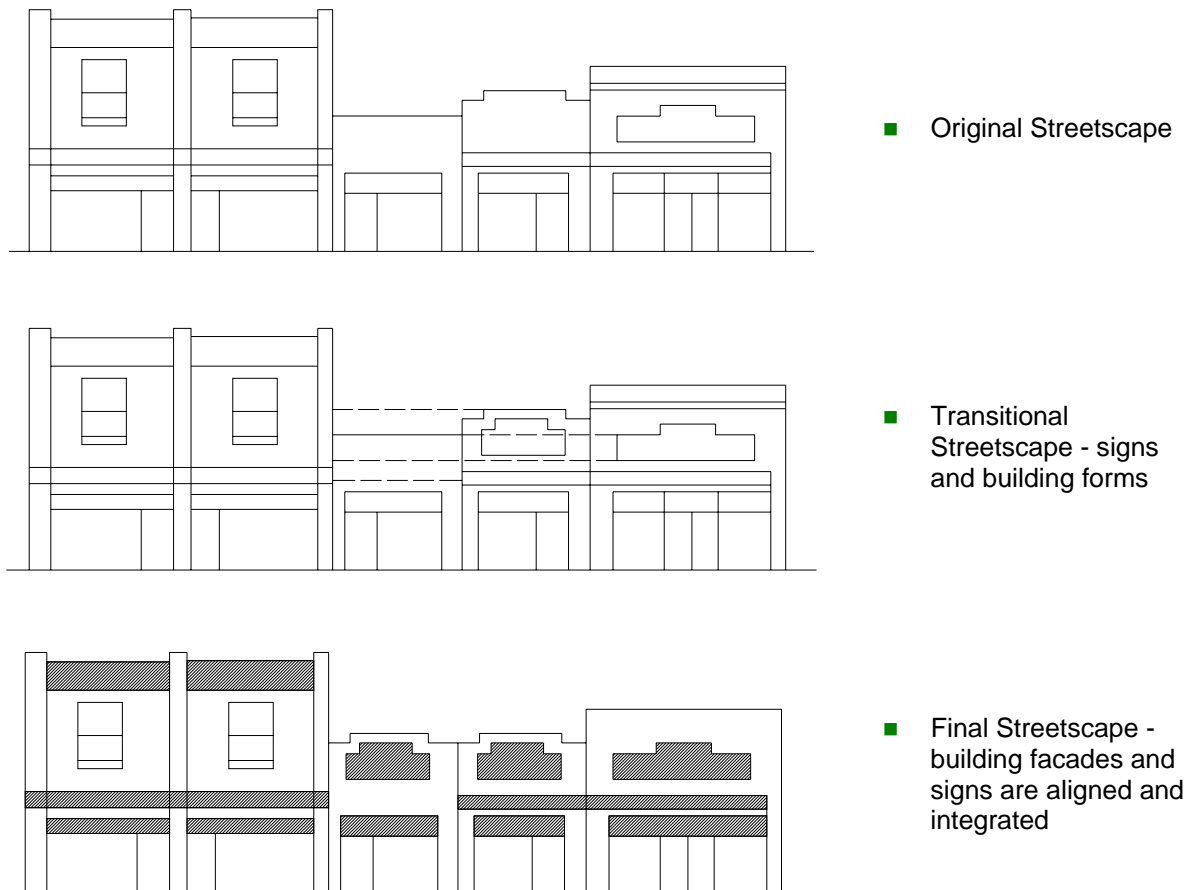 Original Streetscape
Transitional
Streetscape - signs
and building forms
Final Streetscape -
building facades and
signs are aligned and
integrated